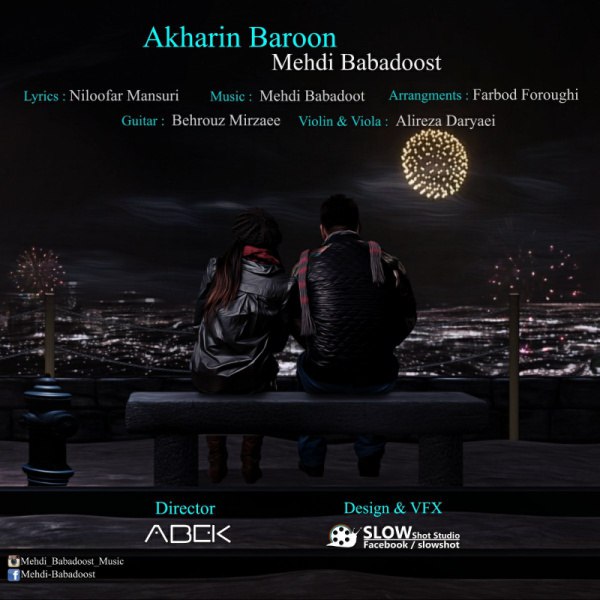 Akharin Baroon
Mehdi Babadoost
Lyrics : Niloofar Mansuri Music : Mehdi Babadoot Arrangments : Farbod Foroughi
Guitar : Behrouz Mirzaee Violin & Viola : Alireza Daryaei
Director Design & VFX
ABEK SLOW Shot Studio
Facebook / slowshot
Mehdi_Babadoost_Music
Mehdi-Babadoost